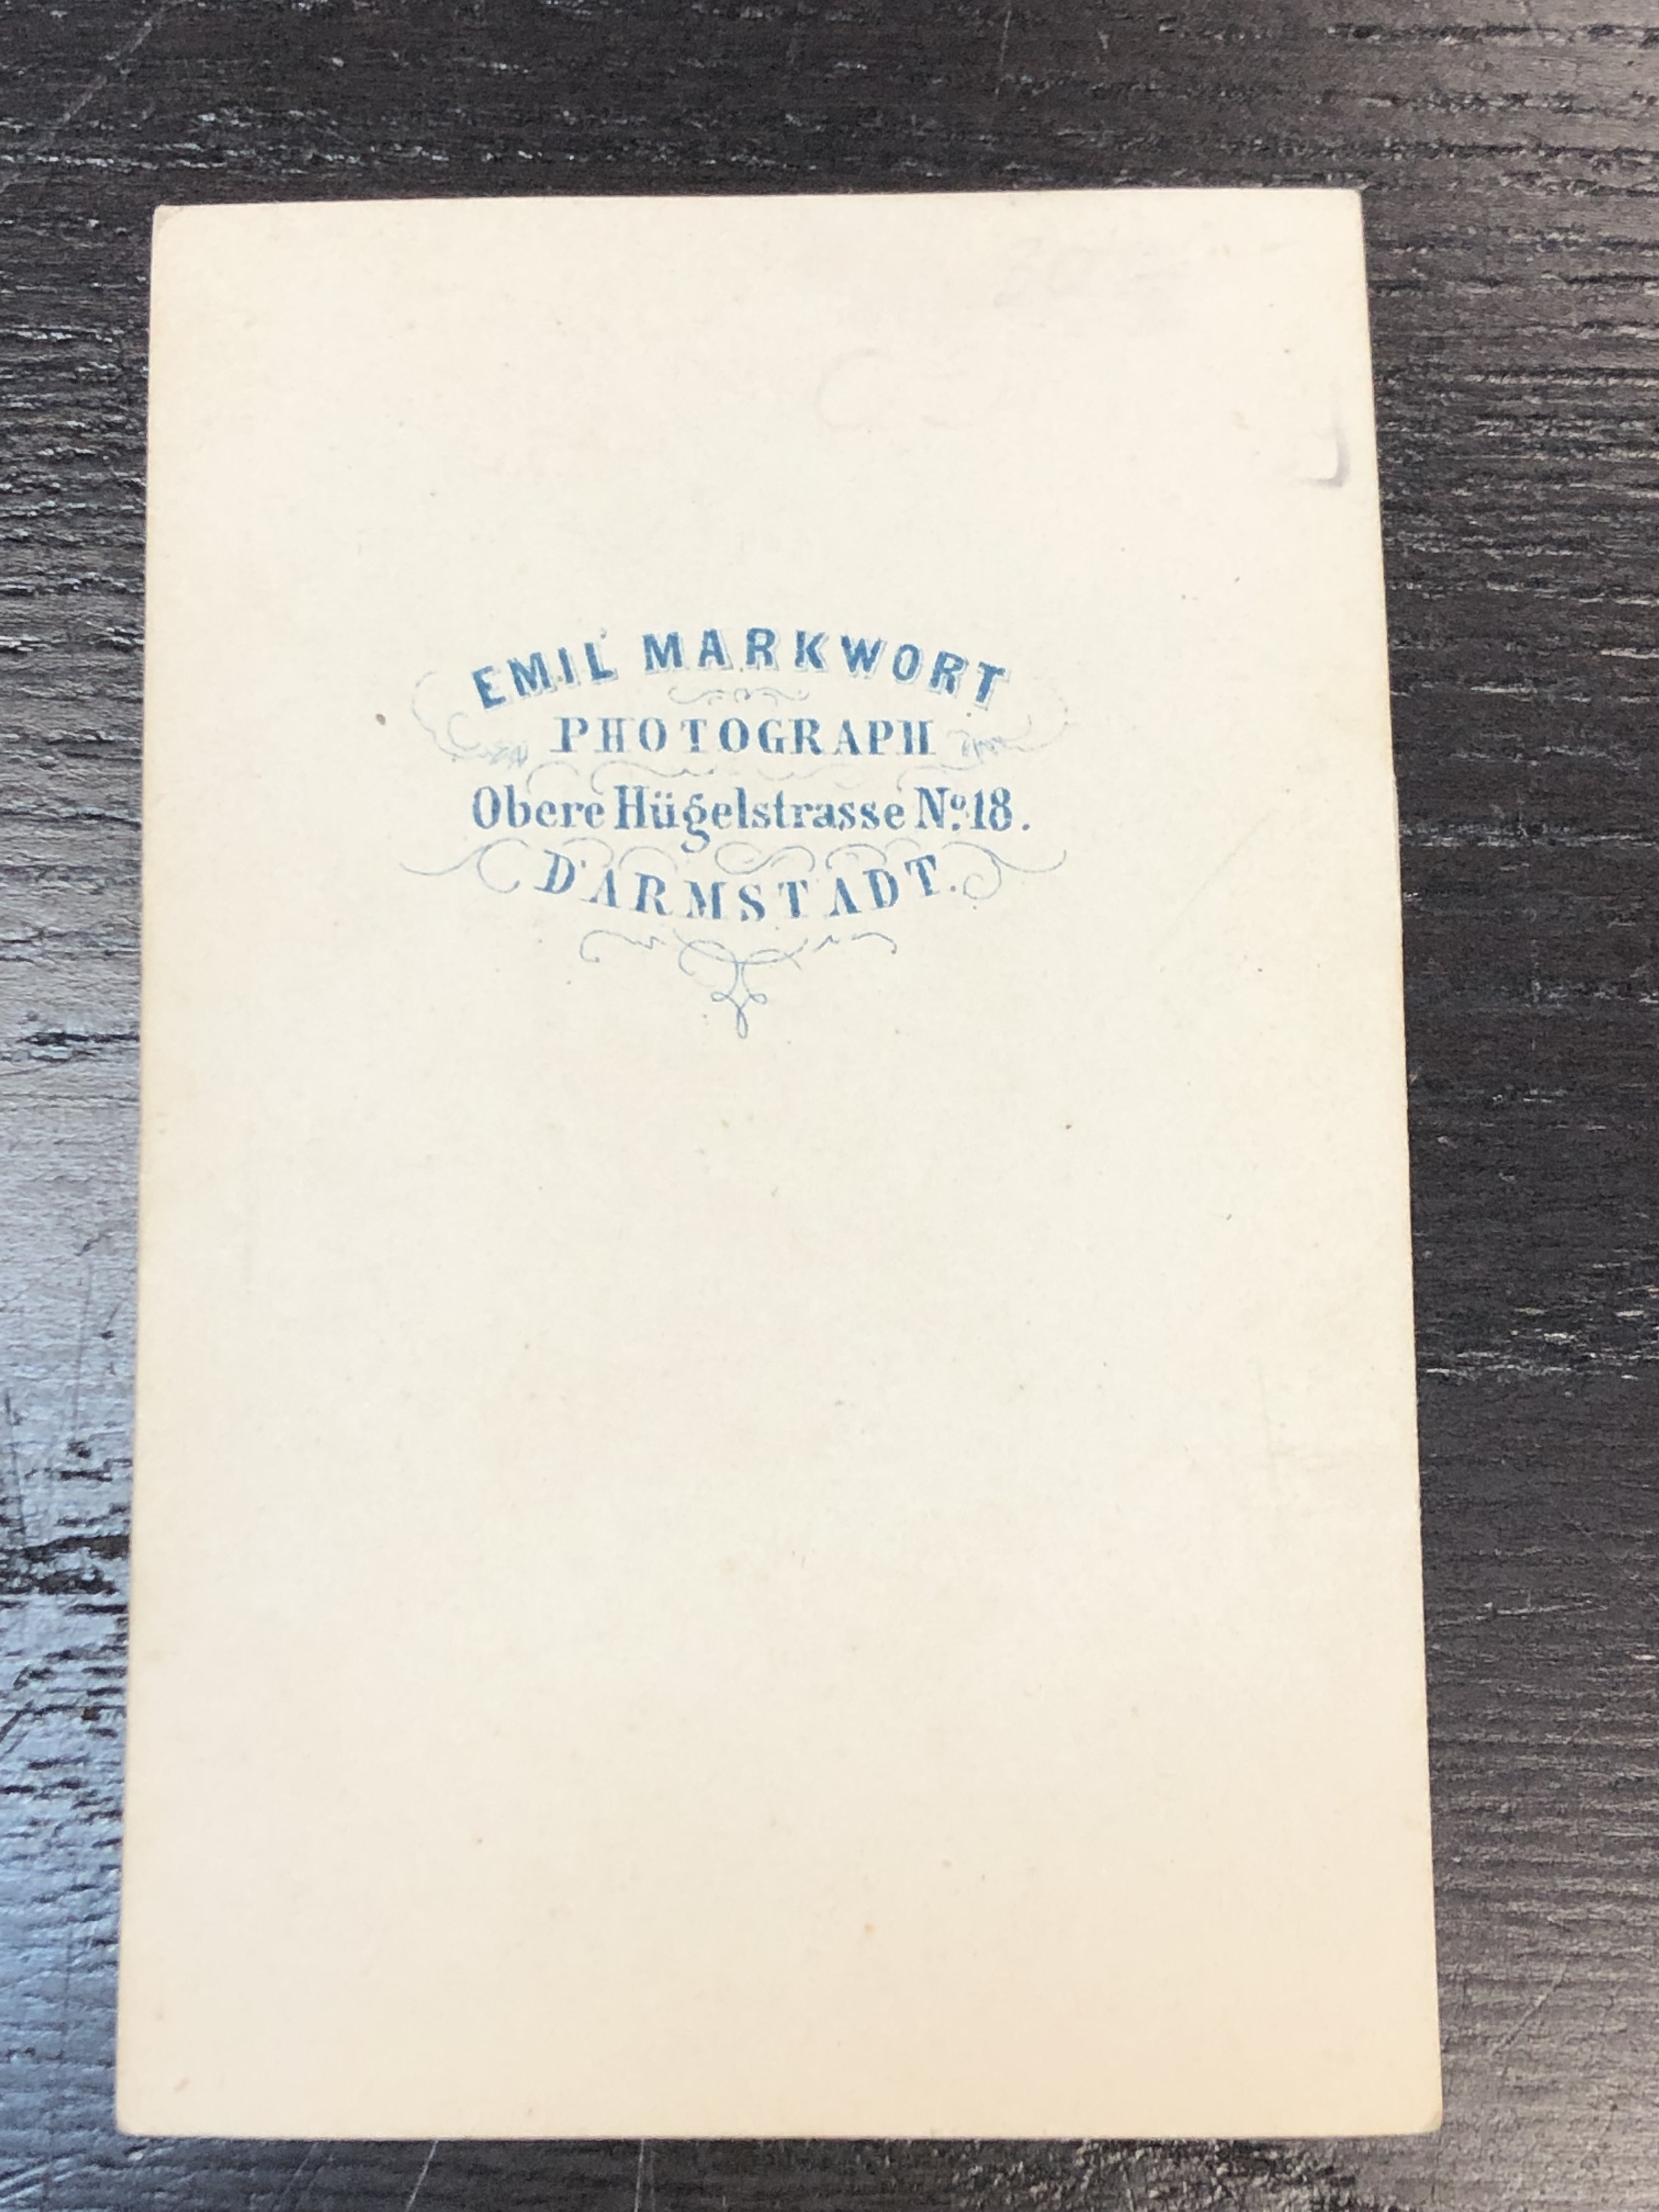 EMIL MARKWORT
PHOTOGRAPH
Obere Hügelstrasse No. 18.
DARMSTADT.